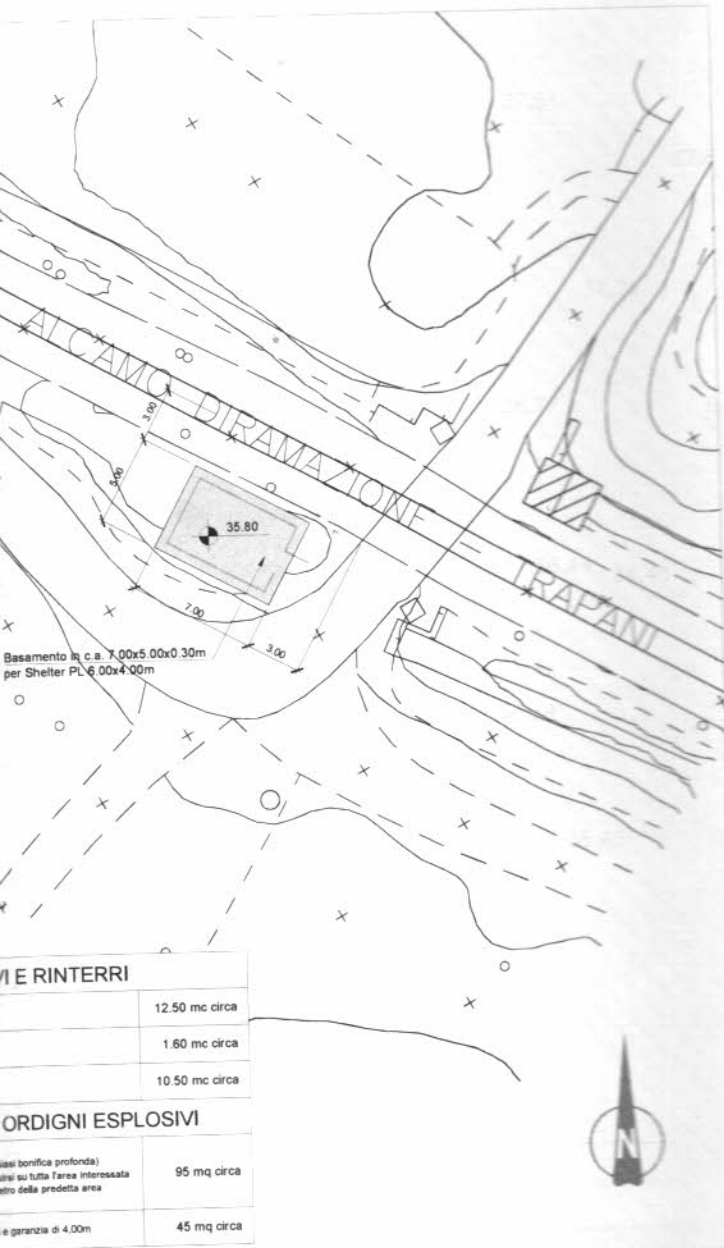 ALCAMO DIRAMAZIONE
TRAPANI
3.00
5.00
35.80
7.00
3.00
Basamento in c.a. 7.00x5.00x0.30m
per Shelter PL 6.00x4.00m
VI E RINTERRI
12.50 mc circa
1.60 mc circa
10.50 mc circa
ORDIGNI ESPLOSIVI
bonifica profonda)
su tutta l'area interessata
della predetta area
95 mq circa
e garanzia di 4,00m
45 mq circa
N